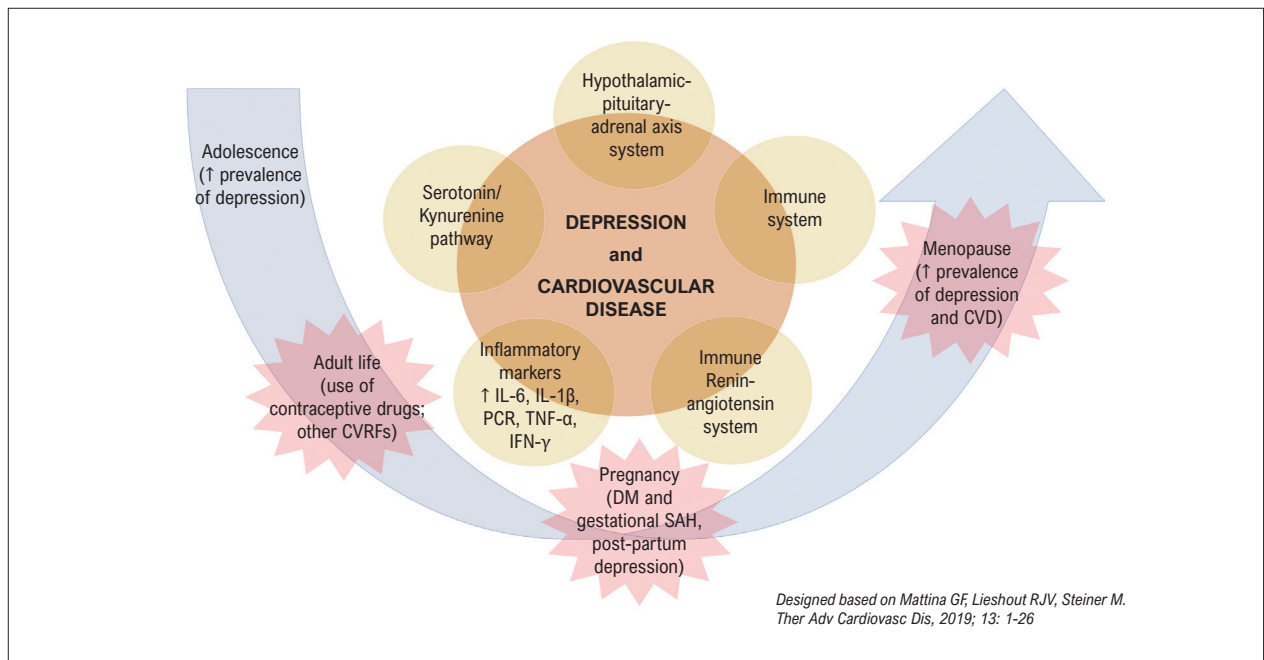 Hypothalamic-
pituitary-
adrenal axis
system
Adolescence
(↑ prevalence
of depression)
Serotonin/
Kynurenine
pathway
Immune
system
DEPRESSION
and
CARDIOVASCULAR
DISEASE
Menopause
(↑ prevalence
of depression
and CVD)
Adult life
(use of
contraceptive drugs;
other CVRFs)
Inflammatory
markers
↑ IL-6, IL-1β,
PCR, TNF-α,
IFN-γ
Immune
Renin-
angiotensin
system
Pregnancy
(DM and
gestational SAH,
post-partum
depression)
Designed based on Mattina GF, Lieshout RJV, Steiner M.
Ther Adv Cardiovasc Dis, 2019; 13: 1-26